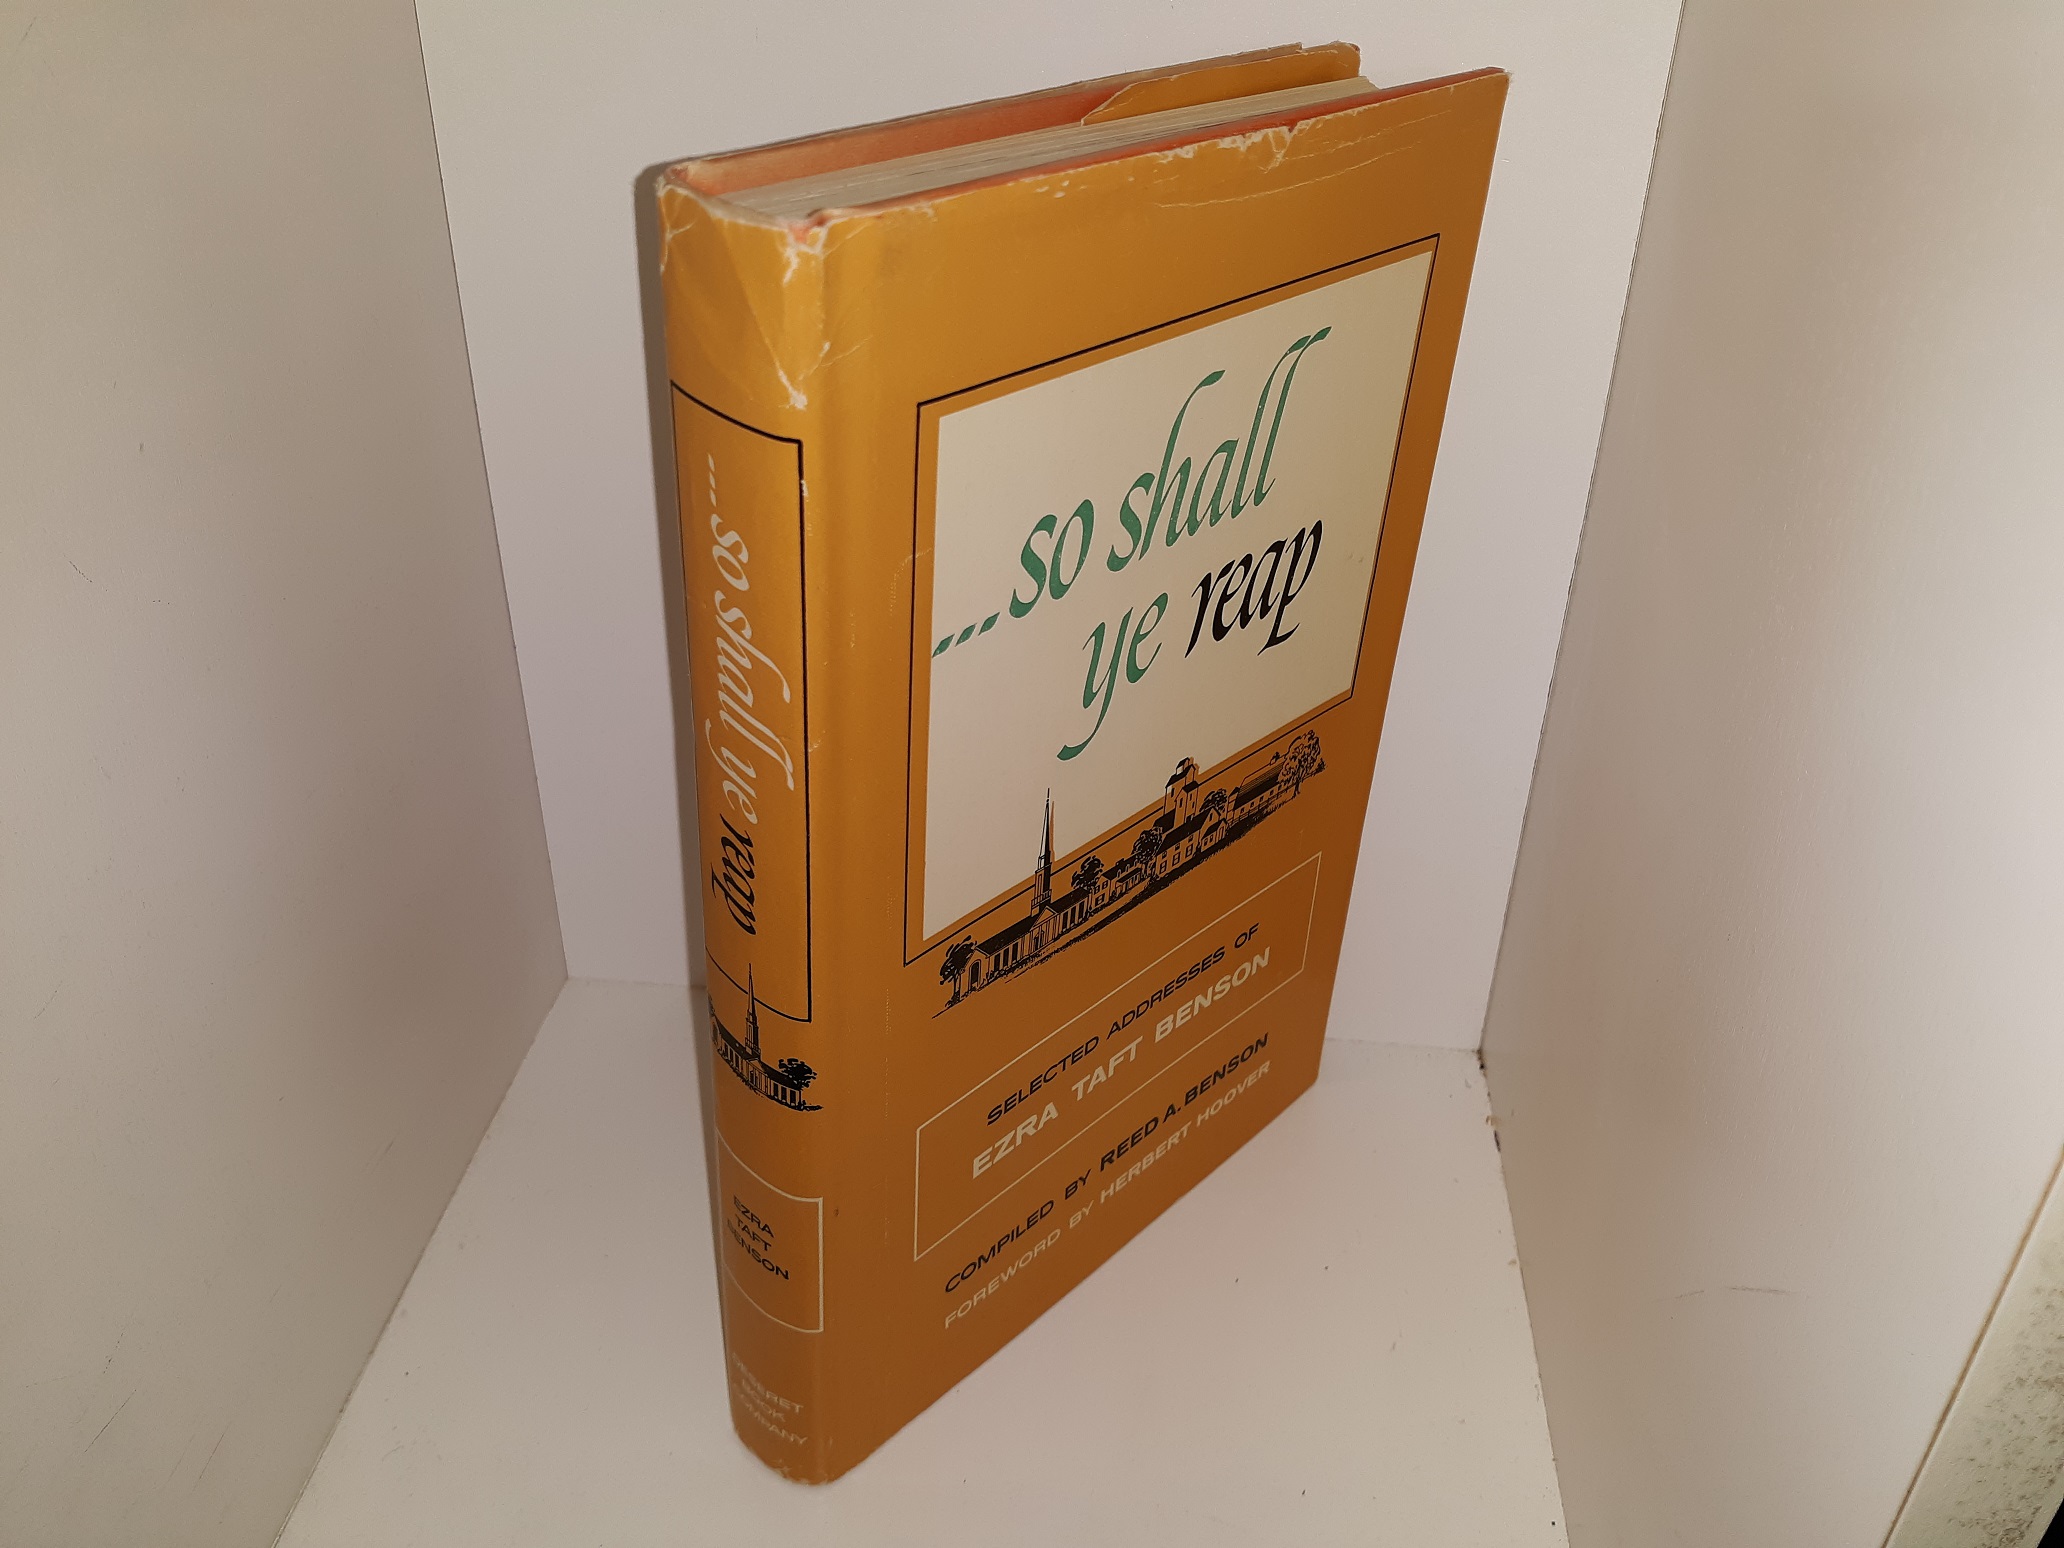 ...so shall
ye reap
SELECTED ADDRESSES OF
EZRA TAFT BENSON
COMPILED BY REED A. BENSON
FOREWORD BY HERBERT HOOVER
...so shall ye reap
EZRA
TAFT
BENSON
DESERET
BOOK
COMPANY